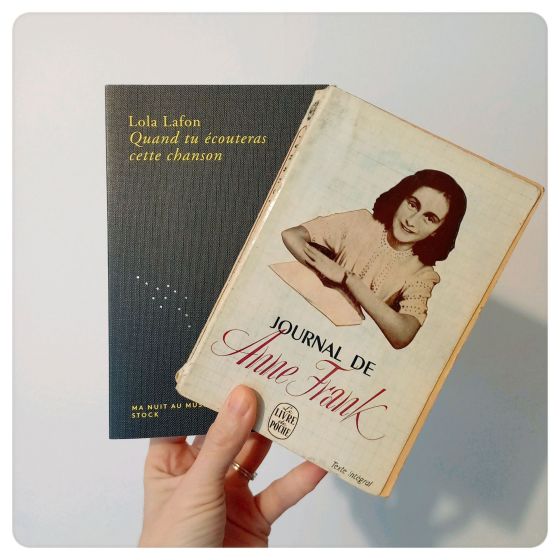 Lola Lafon
Quand tu écouteras
cette chanson
MA NUIT AU
STOCK
JOURNAL DE
Anne Frank
LE LIVRE
DE
POCHE
Texte intégral